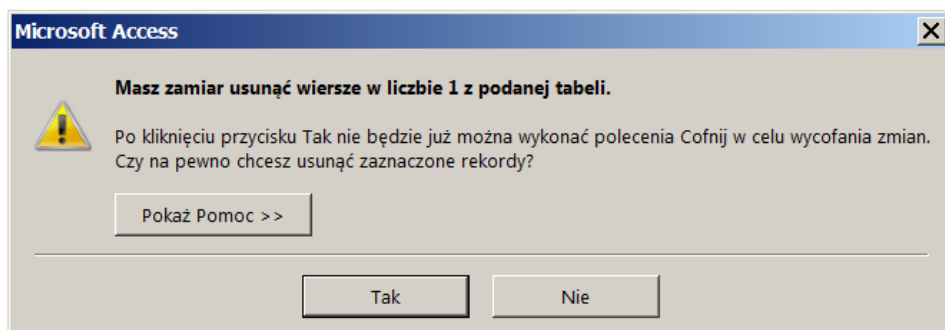 Microsoft Access
Masz zamiar usunąć wiersze w liczbie 1 z podanej tabeli.
Po kliknięciu przycisku Tak nie będzie już można wykonać polecenia Cofnij w celu wycofania zmian.
Czy na pewno chcesz usunąć zaznaczone rekordy?
Pokaż Pomoc >>
Tak
Nie